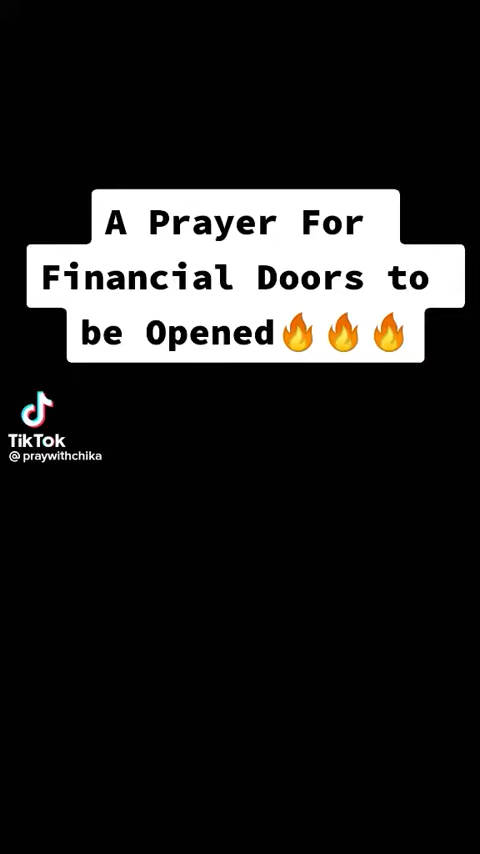 A Prayer For
Financial Doors to
be Opened🔥🔥🔥
TikTok
@praywithchika